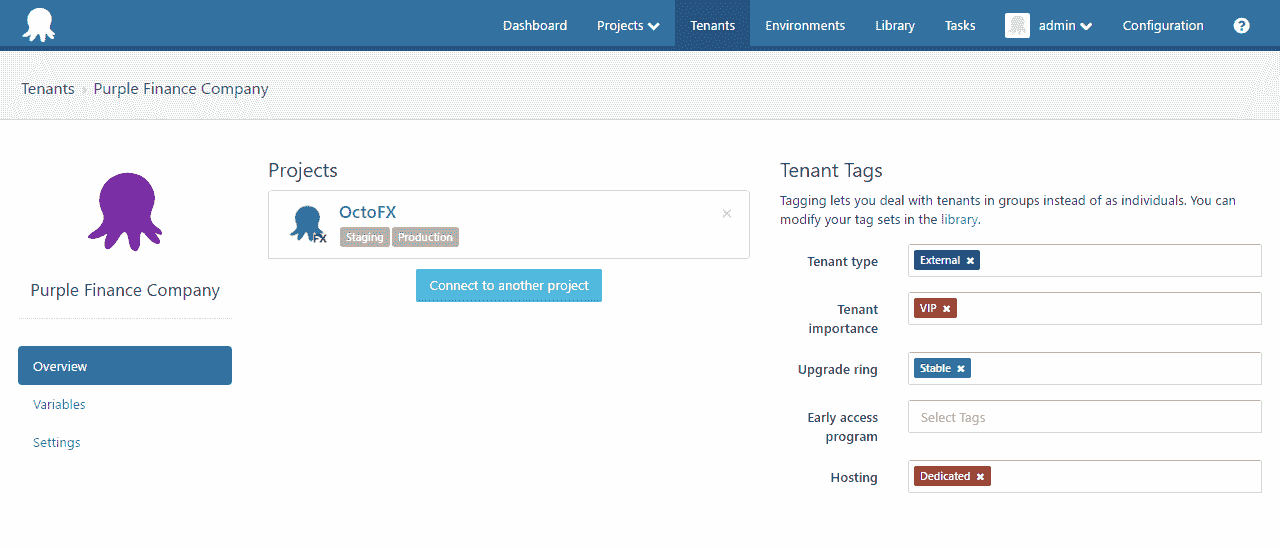 Dashboard Projects Tenants Environments Library Tasks admin Configuration ?
Tenants › Purple Finance Company
Purple Finance Company
Overview
Variables
Settings
Projects
OctoFX
FX
Staging Production
Connect to another project
Tenant Tags
Tagging lets you deal with tenants in groups instead of as individuals. You can
modify your tag sets in the library.
Tenant type External
Tenant
importance VIP
Upgrade ring Stable
Early access
program Select Tags
Hosting Dedicated